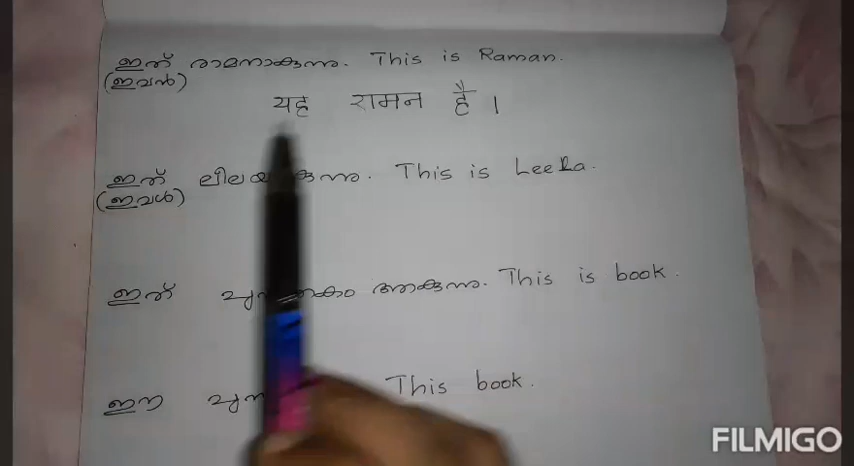 ഇത് രാമനാകുന്നു. This is Raman.
(ഇവൻ)
यह रामन है ।
ഇത് This is Leela.
(ഇവൾ)
ഇത് ആകുന്നു. This is book.
ഈ This book.
FILMIGO